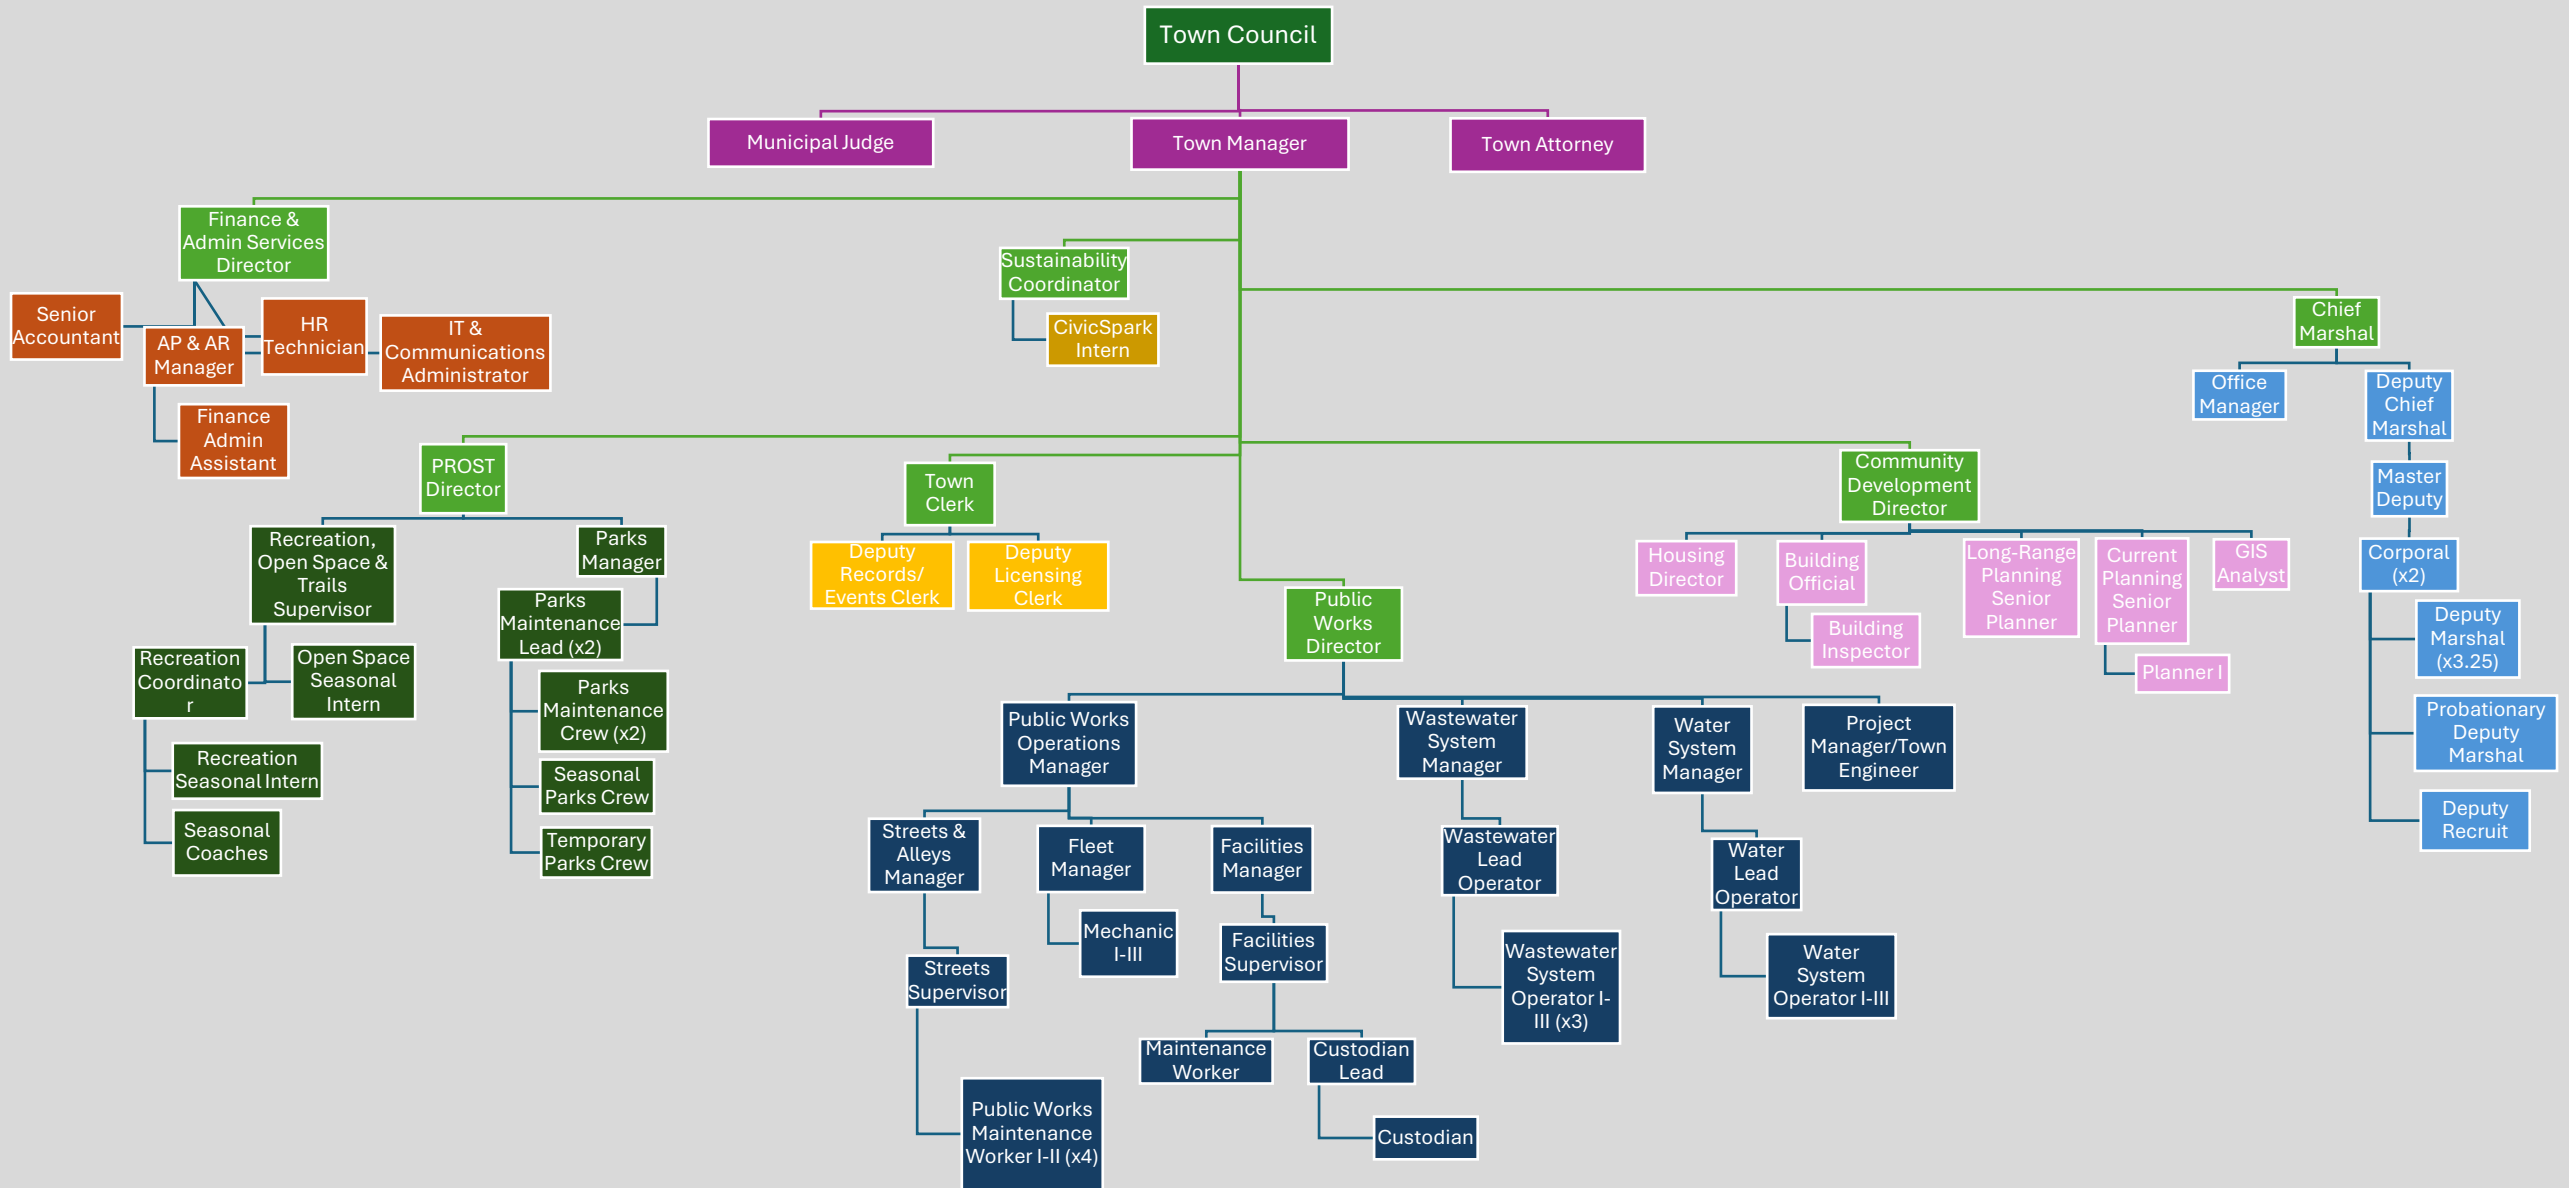 Town Council
Municipal Judge
Town Manager
Town Attorney
Finance &
Admin Services
Director
Senior
Accountant
AP & AR
Manager
HR
Technician
IT &
Communications
Administrator
Finance
Admin
Assistant
Sustainability
Coordinator
CivicSpark
Intern
Chief
Marshal
Office
Manager
Deputy
Chief
Marshal
Master
Deputy
Corporal
(x2)
Deputy
Marshal
(x3.25)
Probationary
Deputy
Marshal
Deputy
Recruit
PROST
Director
Recreation,
Open Space &
Trails
Supervisor
Parks
Manager
Recreation
Coordinato
r
Open Space
Seasonal
Intern
Recreation
Seasonal Intern
Seasonal
Coaches
Parks
Maintenance
Lead (x2)
Parks
Maintenance
Crew (x2)
Seasonal
Parks Crew
Temporary
Parks Crew
Town
Clerk
Deputy
Records/
Events Clerk
Deputy
Licensing
Clerk
Community
Development
Director
Housing
Director
Building
Official
Building
Inspector
Long-Range
Planning
Senior
Planner
Current
Planning
Senior
Planner
Planner I
GIS
Analyst
Public
Works
Director
Public Works
Operations
Manager
Wastewater
System
Manager
Water
System
Manager
Project
Manager/Town
Engineer
Streets &
Alleys
Manager
Fleet
Manager
Facilities
Manager
Wastewater
Lead
Operator
Water
Lead
Operator
Mechanic
I-III
Facilities
Supervisor
Streets
Supervisor
Wastewater
System
Operator I-
III (x3)
Water
System
Operator I-III
Maintenance
Worker
Custodian
Lead
Public Works
Maintenance
Worker I-II (x4)
Custodian